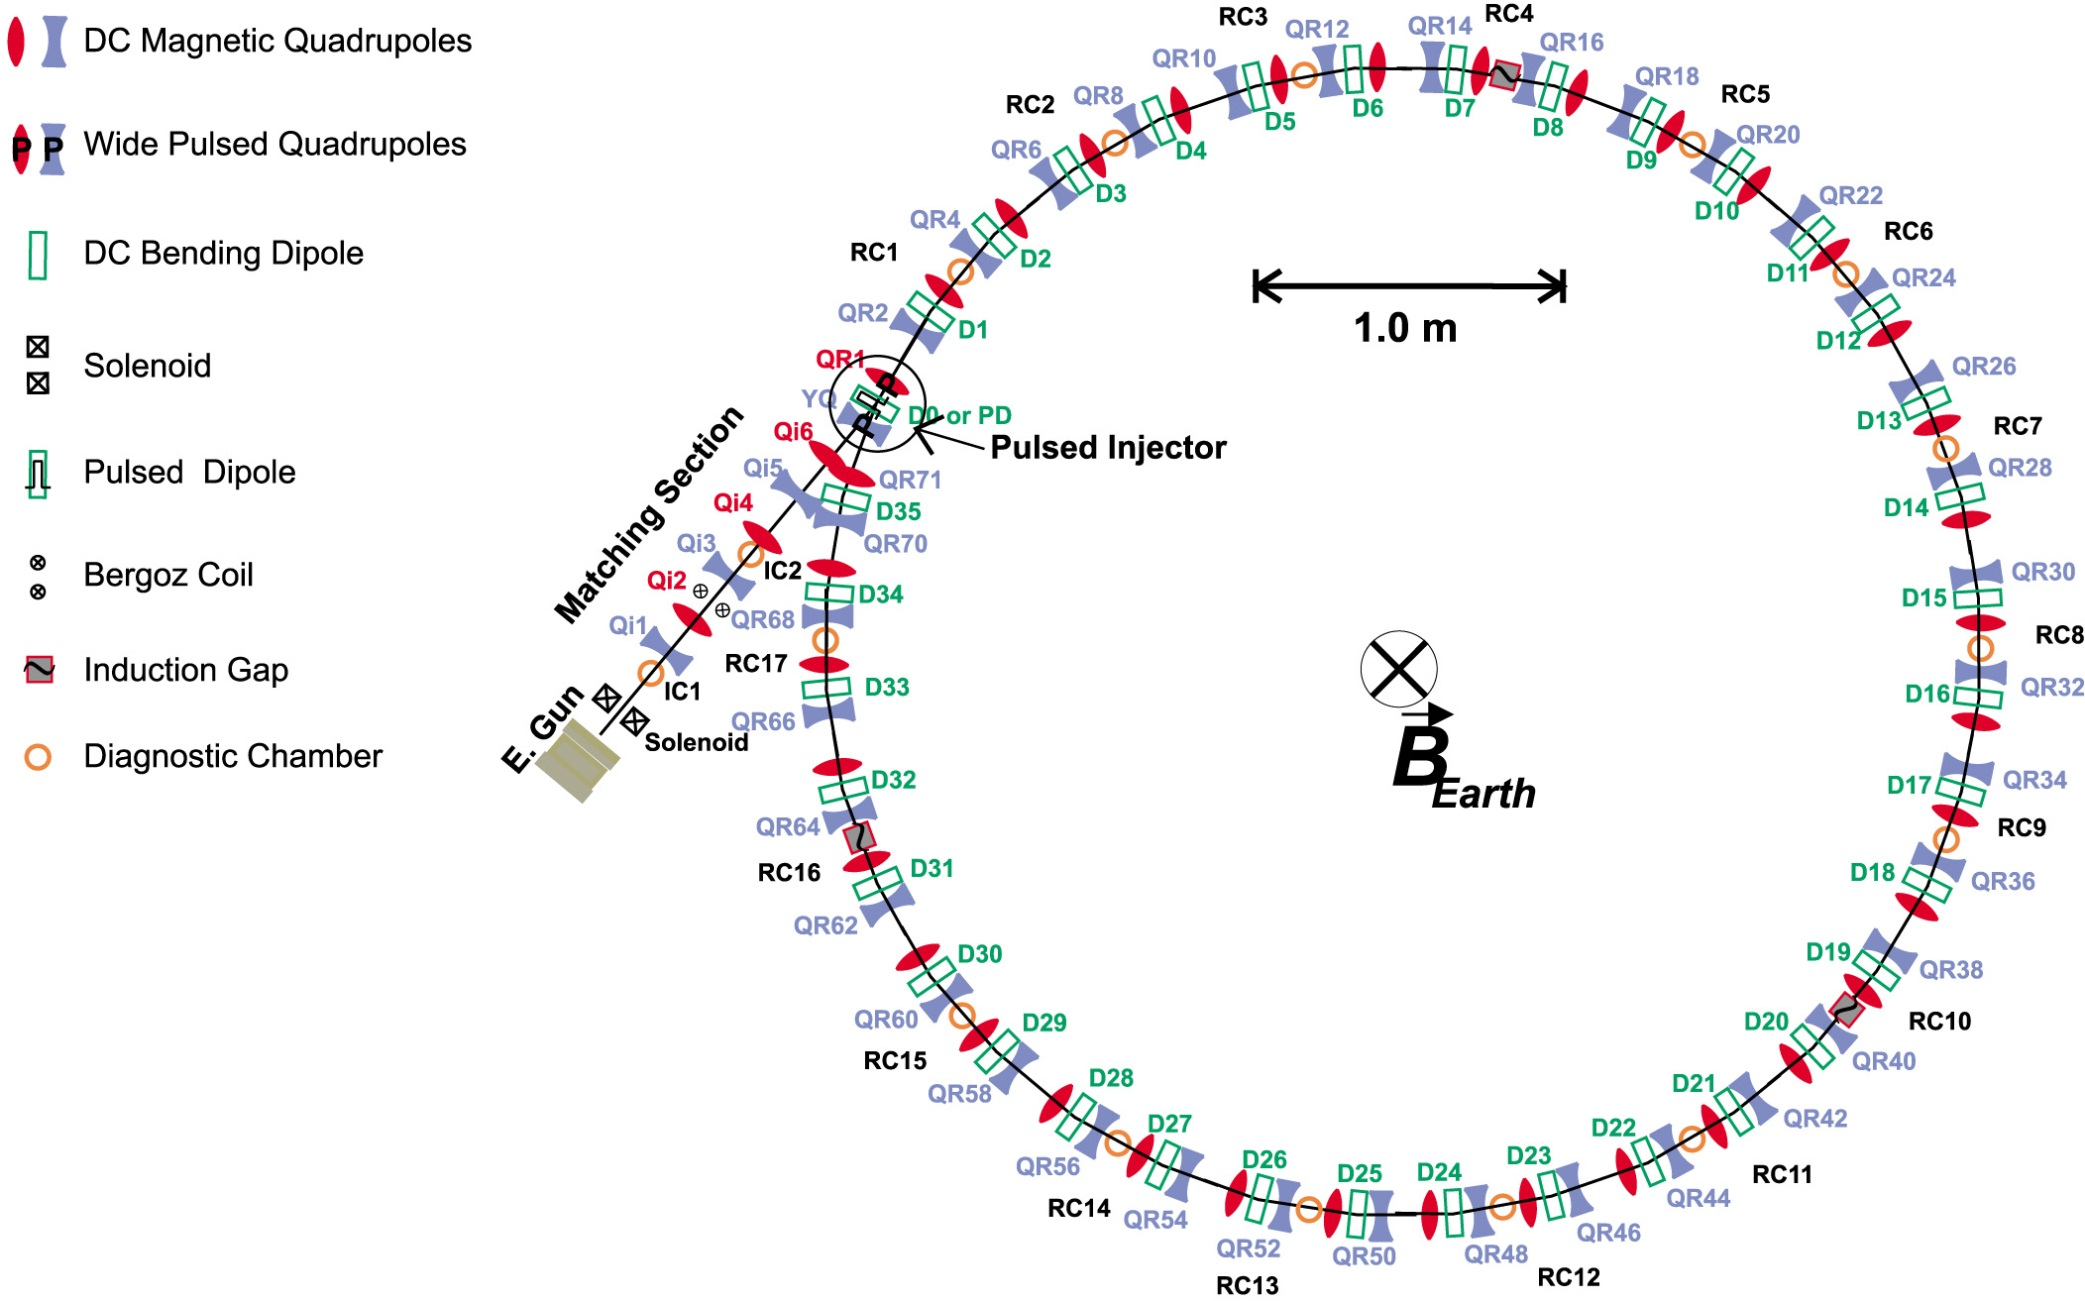 DC Magnetic Quadrupoles
P P Wide Pulsed Quadrupoles
DC Bending Dipole
Solenoid
Pulsed Dipole
Bergoz Coil
Induction Gap
Diagnostic Chamber
E. Gun
Solenoid
Matching Section
IC1
Qi1
Qi2
Qi3
IC2
Qi4
Qi5
Qi6
YQ
P
P
QR1
D0 or PD
Pulsed Injector
QR2
D1
RC1
QR4
D2
QR6
D3
RC2
QR8
D4
QR10
D5
RC3
QR12
D6
QR14
D7
RC4
QR16
D8
QR18
D9
RC5
QR20
D10
QR22
D11
RC6
QR24
D12
QR26
D13
RC7
QR28
D14
QR30
D15
RC8
QR32
D16
QR34
D17
RC9
QR36
D18
QR38
D19
RC10
QR40
D20
QR42
D21
RC11
QR44
D22
QR46
D23
RC12
QR48
D24
QR50
D25
RC13
QR52
D26
QR54
D27
RC14
QR56
D28
QR58
D29
RC15
QR60
D30
QR62
D31
RC16
QR64
D32
QR66
D33
RC17
QR68
D34
QR70
D35
QR71
1.0 m
B Earth